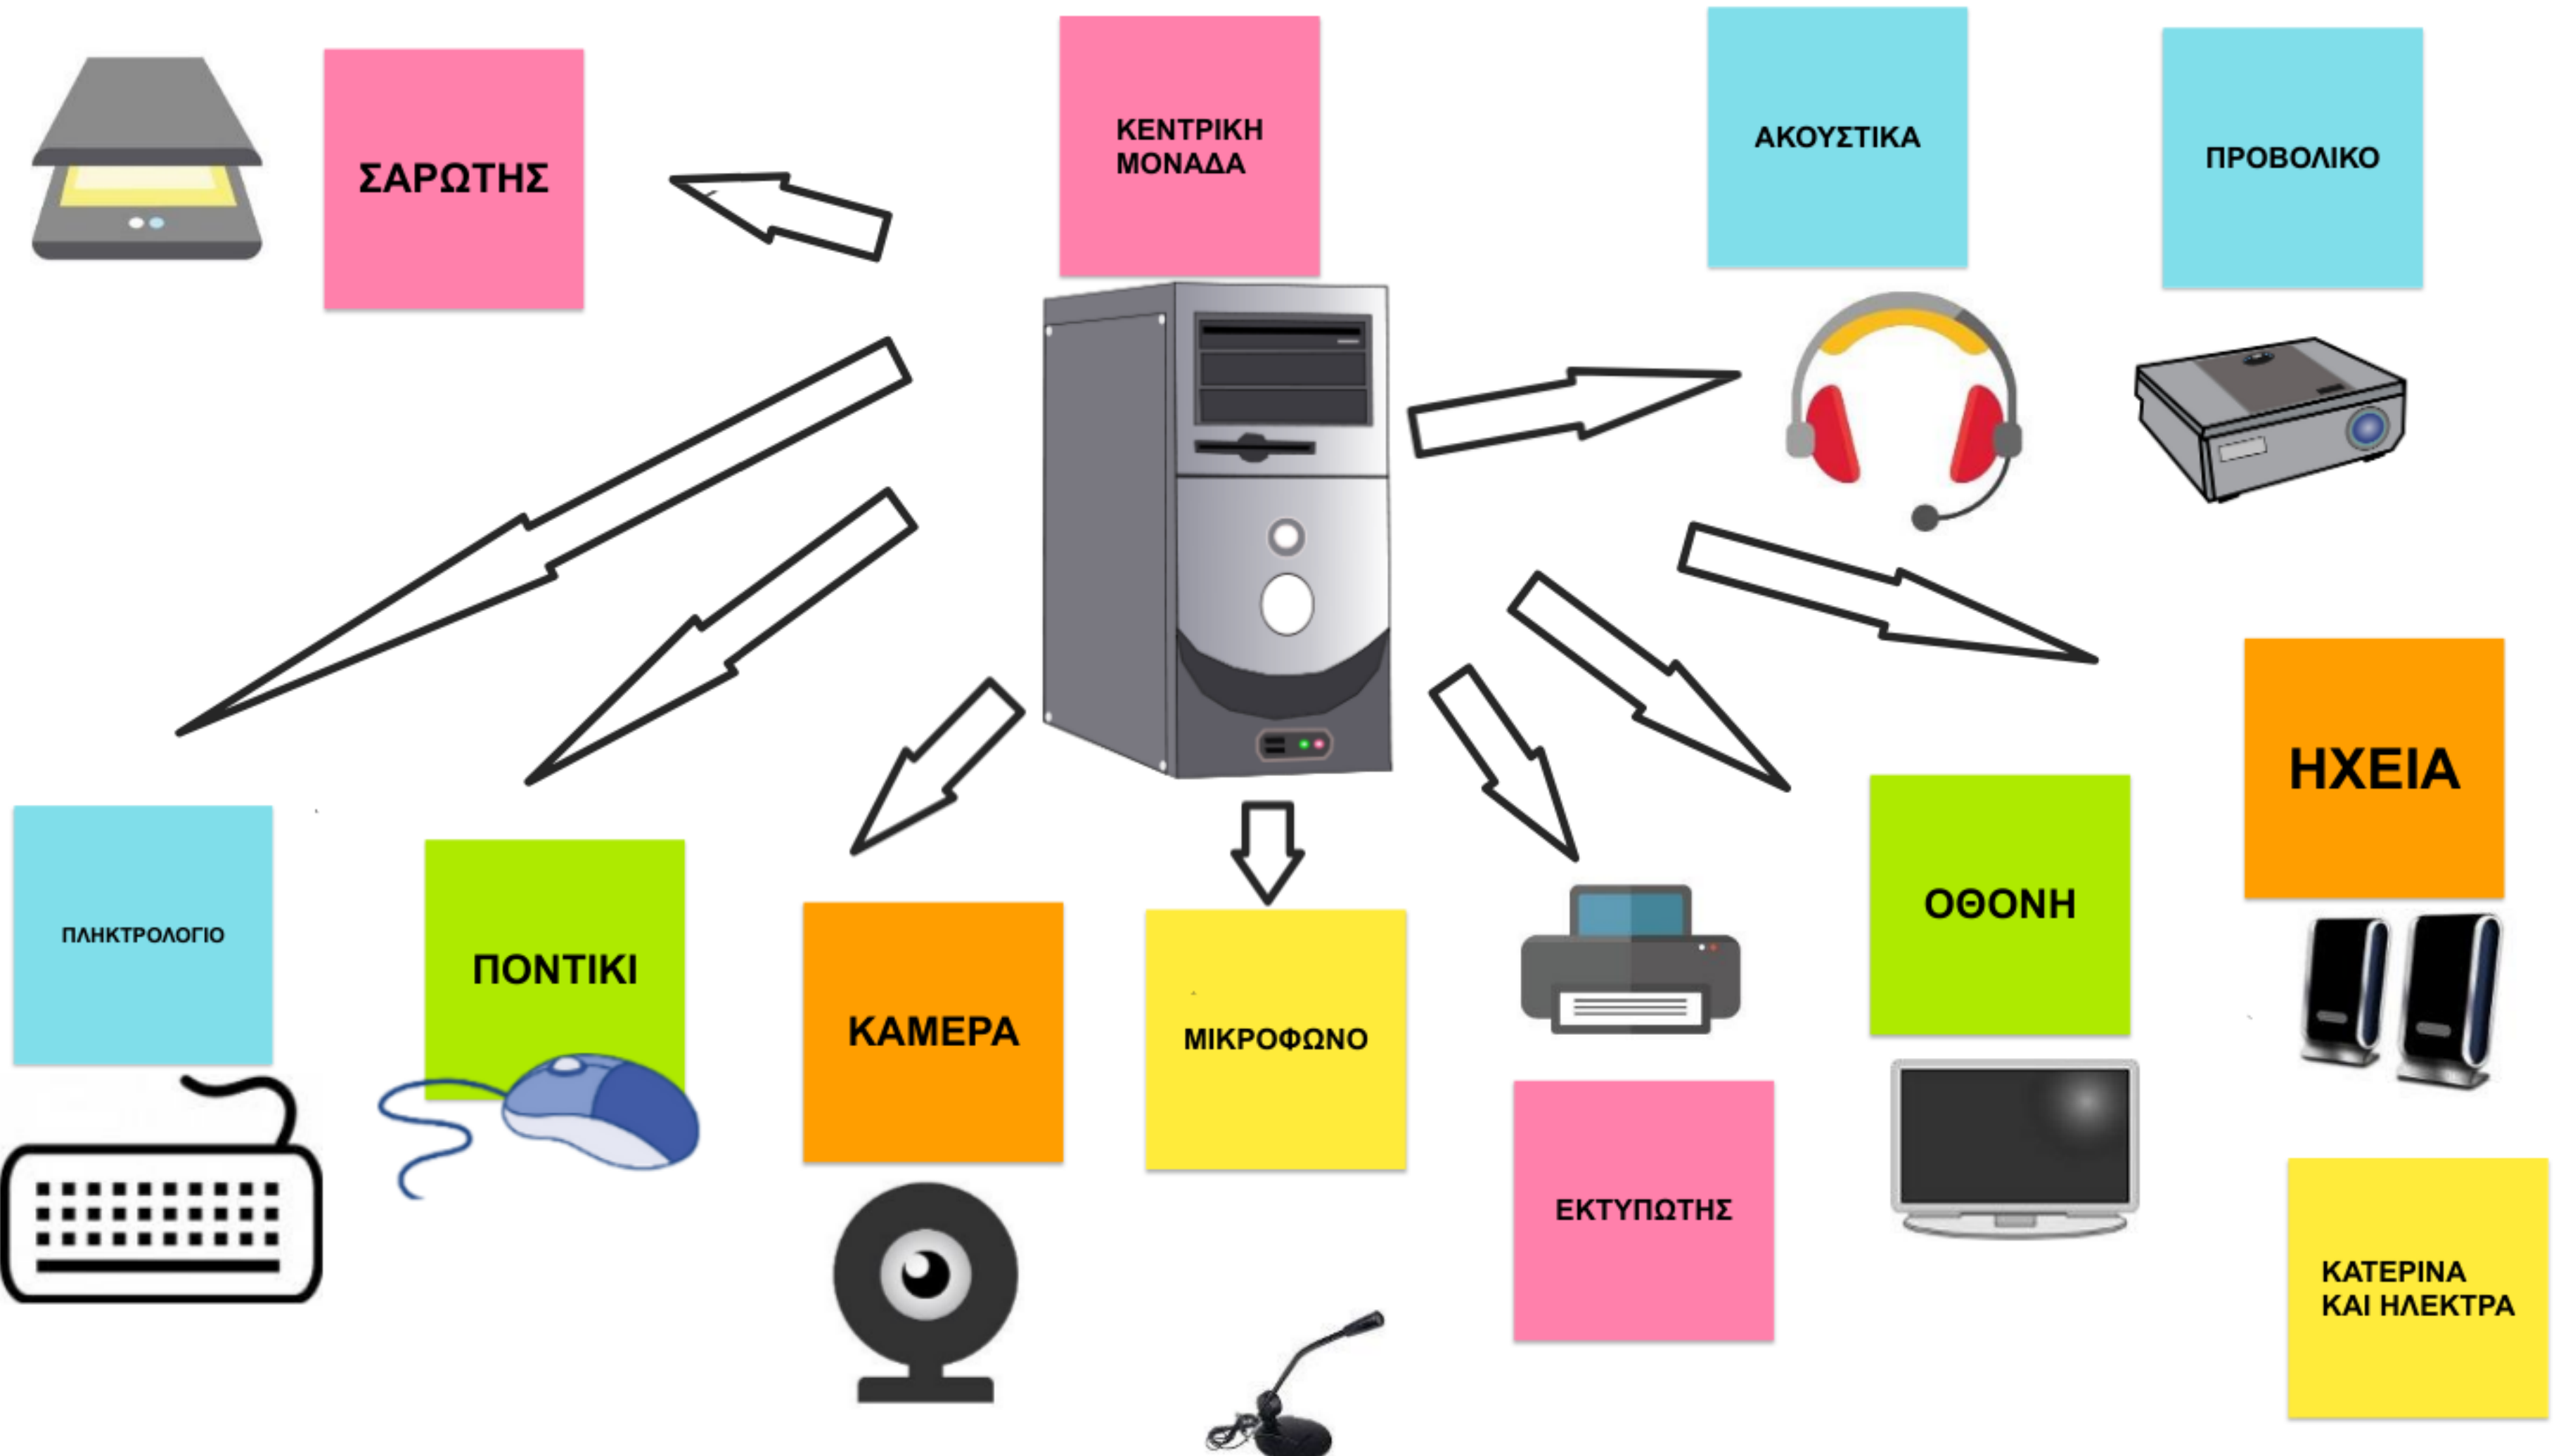 ΣΑΡΩΤΗΣ
ΚΕΝΤΡΙΚΗ
ΜΟΝΑΔΑ
ΑΚΟΥΣΤΙΚΑ
ΠΡΟΒΟΛΙΚΟ
ΗΧΕΙΑ
ΟΘΟΝΗ
ΠΛΗΚΤΡΟΛΟΓΙΟ
ΠΟΝΤΙΚΙ
ΚΑΜΕΡΑ
ΜΙΚΡΟΦΩΝΟ
ΕΚΤΥΠΩΤΗΣ
ΚΑΤΕΡΙΝΑ
ΚΑΙ ΗΛΕΚΤΡΑ